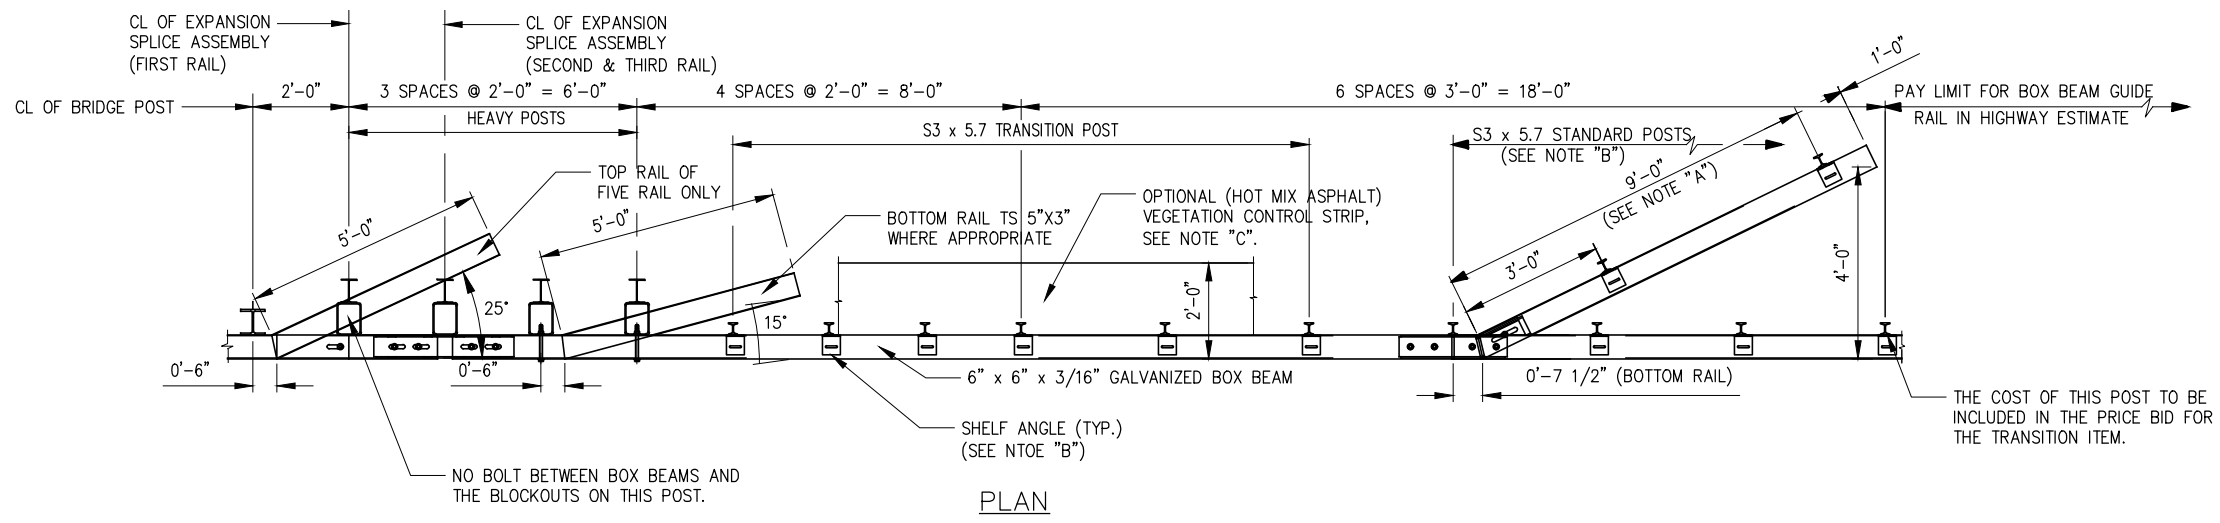 CL OF EXPANSION
SPLICE ASSEMBLY
(FIRST RAIL)
CL OF EXPANSION
SPLICE ASSEMBLY
(SECOND & THIRD RAIL)
CL OF BRIDGE POST
2'-0"
3 SPACES @ 2'-0" = 6'-0"
HEAVY POSTS
4 SPACES @ 2'-0" = 8'-0"
6 SPACES @ 3'-0" = 18'-0"
1'-0"
PAY LIMIT FOR BOX BEAM GUIDE
RAIL IN HIGHWAY ESTIMATE
S3 x 5.7 TRANSITION POST
S3 x 5.7 STANDARD POSTS
(SEE NOTE "B")
TOP RAIL OF
FIVE RAIL ONLY
5'-0"
5'-0"
BOTTOM RAIL TS 5"X3"
WHERE APPROPRIATE
OPTIONAL (HOT MIX ASPHALT)
VEGETATION CONTROL STRIP,
SEE NOTE "C".
9'-0"
(SEE NOTE "A")
3'-0"
4'-0"
2'-0"
25°
15°
0'-6"
0'-6"
6" x 6" x 3/16" GALVANIZED BOX BEAM
0'-7 1/2" (BOTTOM RAIL)
SHELF ANGLE (TYP.)
(SEE NTOE "B")
THE COST OF THIS POST TO BE
INCLUDED IN THE PRICE BID FOR
THE TRANSITION ITEM.
NO BOLT BETWEEN BOX BEAMS AND
THE BLOCKOUTS ON THIS POST.
PLAN